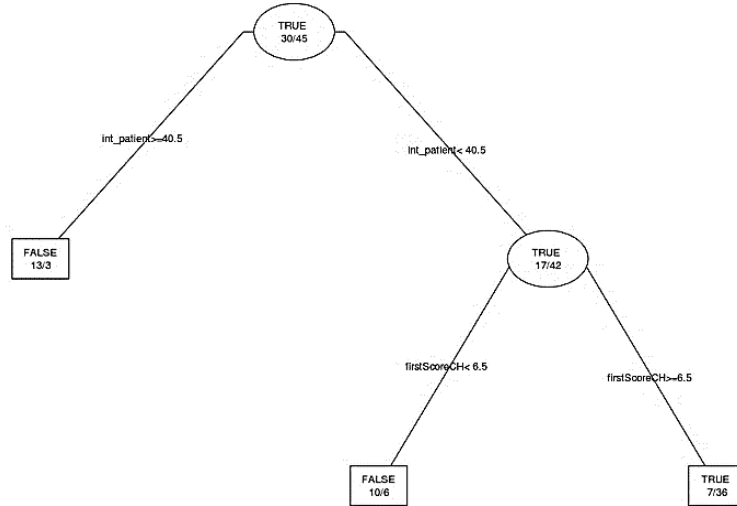 TRUE
30/45
int_patient>=40.5
int_patient< 40.5
FALSE
13/3
TRUE
17/42
firstScoreCH< 6.5
firstScoreCH>=6.5
FALSE
10/6
TRUE
7/36